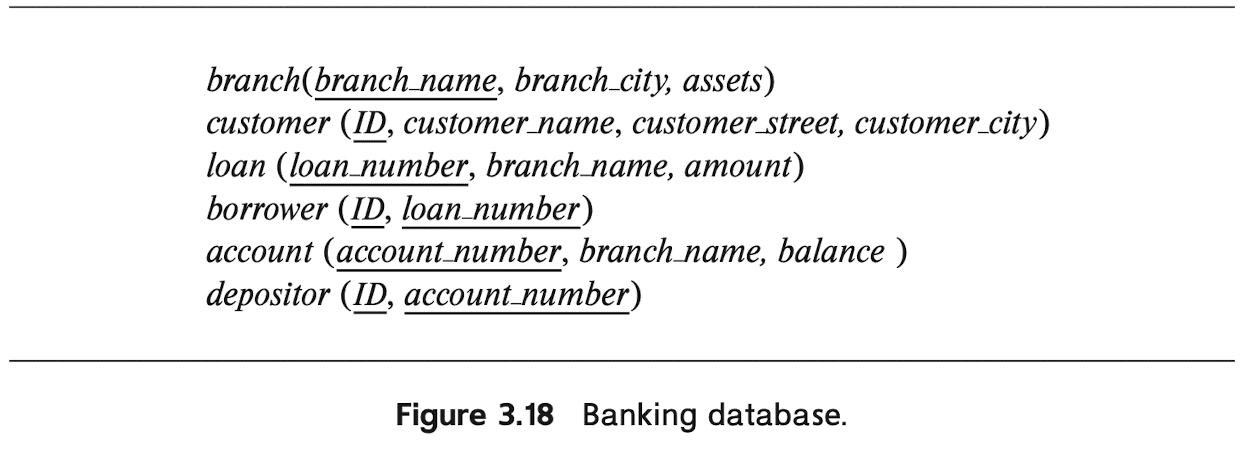 branch(branch_name, branch_city, assets)
customer (ID, customer_name, customer_street, customer_city)
loan (loan_number, branch_name, amount)
borrower (ID, loan_number)
account (account_number, branch_name, balance )
depositor (ID, account_number)
Figure 3.18 Banking database.